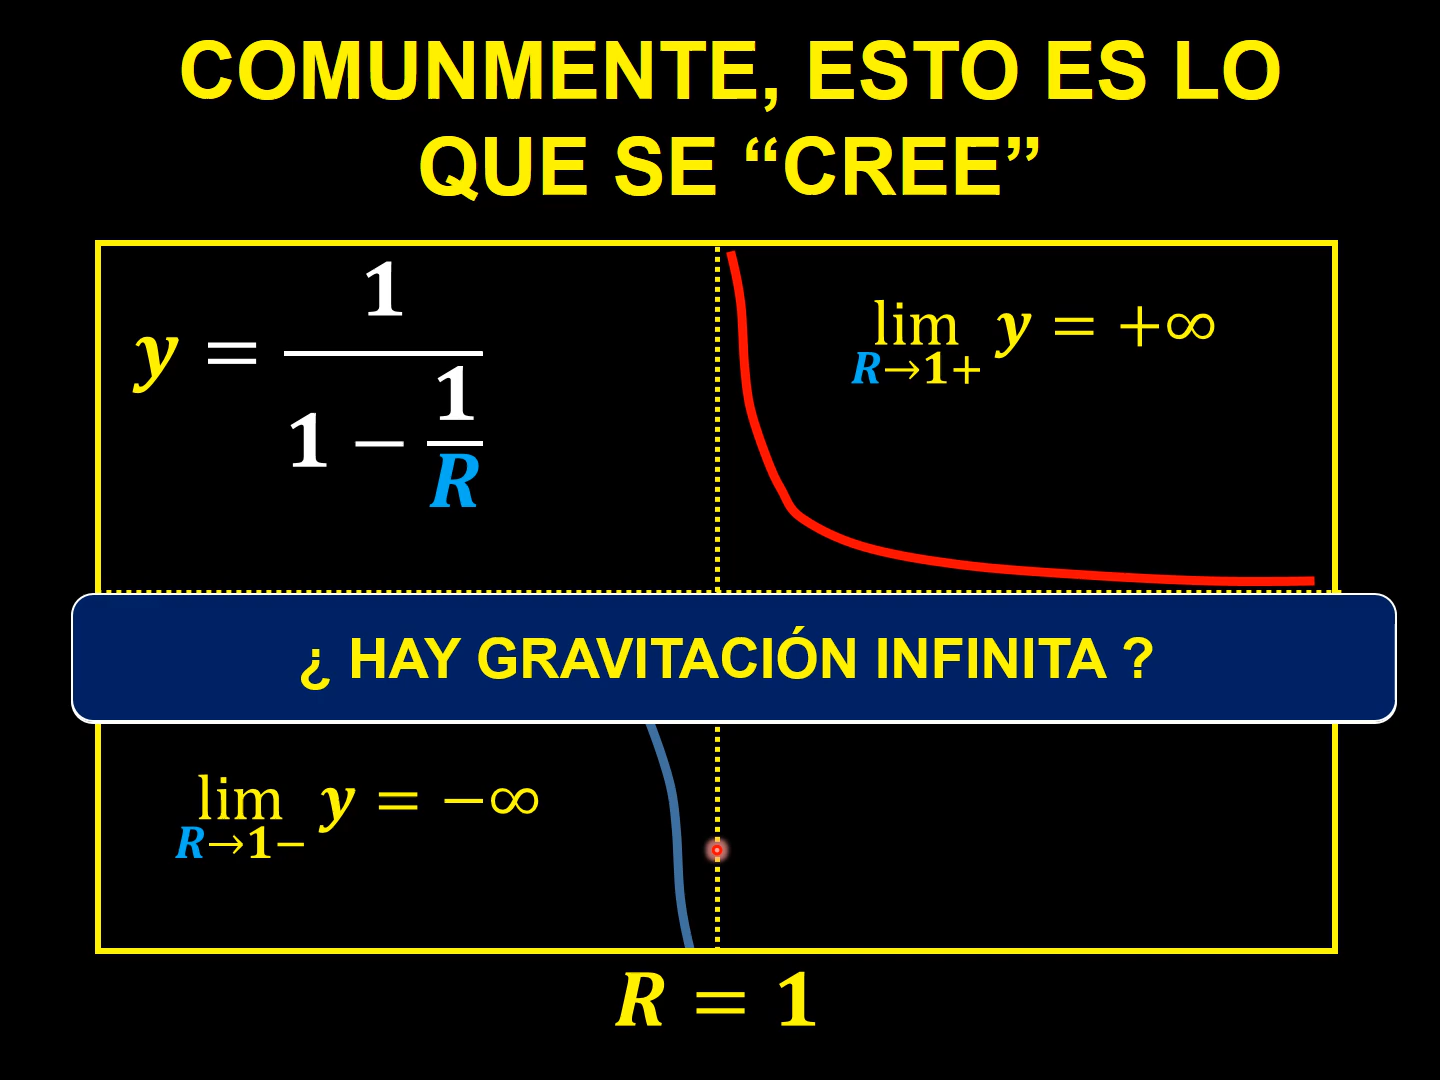 COMUNMENTE, ESTO ES LO
QUE SE “CREE”
y = 1 / (1 − 1/R)
lim R→1+ y = +∞
¿ HAY GRAVITACIÓN INFINITA ?
lim R→1− y = −∞
R = 1